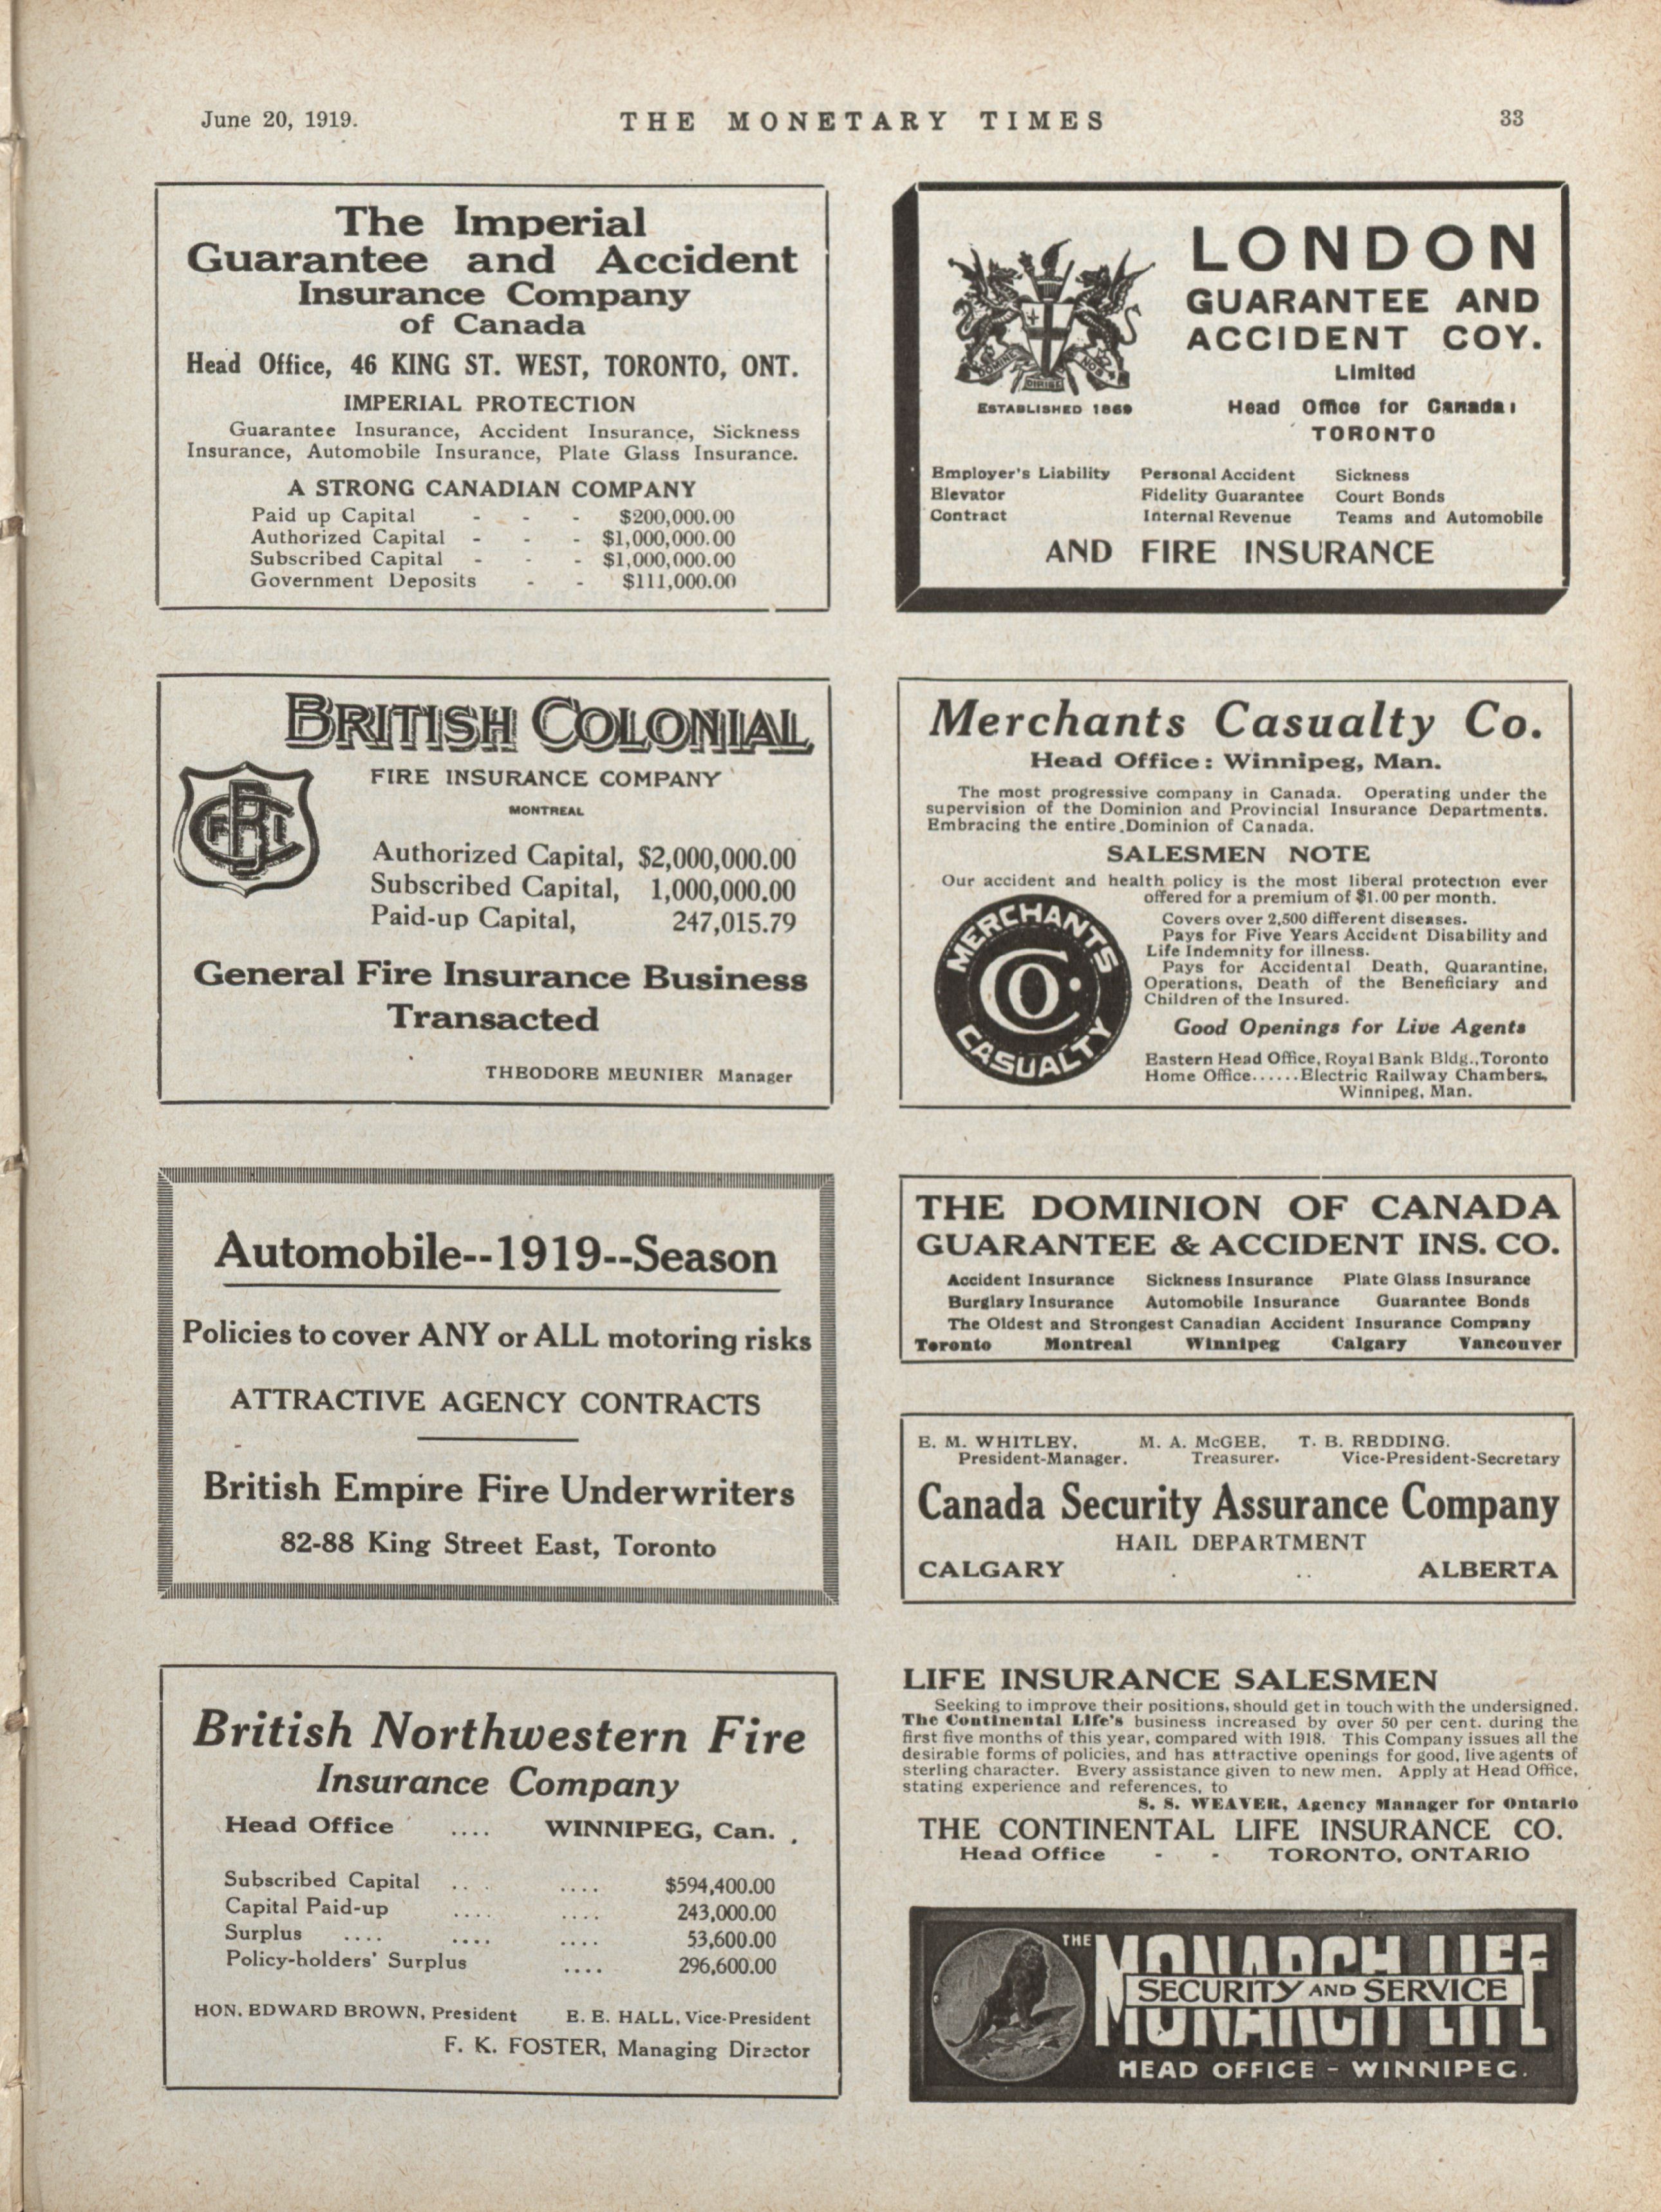 June 20, 1919.
THE MONETARY TIMES
33
The Imperial
Guarantee and Accident
Insurance Company
of Canada
Head Office, 46 KING ST. WEST, TORONTO, ONT.
IMPERIAL PROTECTION
Guarantee Insurance, Accident Insurance, Sickness
Insurance, Automobile Insurance, Plate Glass Insurance.
A STRONG CANADIAN COMPANY
Paid up Capital - - - $200,000.00
Authorized Capital - - - $1,000,000.00
Subscribed Capital - - - $1,000,000.00
Government Deposits - - $111,000.00
BRITISH COLONIAL
FIRE INSURANCE COMPANY
MONTREAL
Authorized Capital, $2,000,000.00
Subscribed Capital, 1,000,000.00
Paid-up Capital, 247,015.79
General Fire Insurance Business
Transacted
THEODORE MEUNIER Manager
Automobile--1919--Season
Policies to cover ANY or ALL motoring risks
ATTRACTIVE AGENCY CONTRACTS
British Empire Fire Underwriters
82-88 King Street East, Toronto
British Northwestern Fire
Insurance Company
Head Office .... WINNIPEG, Can.
Subscribed Capital .... .... $594,400.00
Capital Paid-up .... .... 243,000.00
Surplus .... .... .... 53,600.00
Policy-holders' Surplus .... 296,600.00
HON. EDWARD BROWN, President E. E. HALL, Vice-President
F. K. FOSTER, Managing Director
LONDON
GUARANTEE AND
ACCIDENT COY.
Limited
DOMINE DIRIGE NOS
ESTABLISHED 1869
Head Office for Canada:
TORONTO
Employer's Liability Personal Accident Sickness
Elevator Fidelity Guarantee Court Bonds
Contract Internal Revenue Teams and Automobile
AND FIRE INSURANCE
Merchants Casualty Co.
Head Office: Winnipeg, Man.
The most progressive company in Canada. Operating under the
supervision of the Dominion and Provincial Insurance Departments.
Embracing the entire Dominion of Canada.
SALESMEN NOTE
Our accident and health policy is the most liberal protection ever
offered for a premium of $1.00 per month.
Covers over 2,500 different diseases.
Pays for Five Years Accident Disability and
Life Indemnity for illness.
Pays for Accidental Death, Quarantine,
Operations, Death of the Beneficiary and
Children of the Insured.
Good Openings for Live Agents
Eastern Head Office, Royal Bank Bldg., Toronto
Home Office......Electric Railway Chambers,
Winnipeg, Man.
MERCHANTS
CO.
CASUALTY
THE DOMINION OF CANADA
GUARANTEE & ACCIDENT INS. CO.
Accident Insurance Sickness Insurance Plate Glass Insurance
Burglary Insurance Automobile Insurance Guarantee Bonds
The Oldest and Strongest Canadian Accident Insurance Company
Toronto Montreal Winnipeg Calgary Vancouver
E. M. WHITLEY, M. A. McGEE, T. B. REDDING.
President-Manager. Treasurer. Vice-President-Secretary
Canada Security Assurance Company
HAIL DEPARTMENT
CALGARY . .. ALBERTA
LIFE INSURANCE SALESMEN
Seeking to improve their positions, should get in touch with the undersigned.
The Continental Life's business increased by over 50 per cent. during the
first five months of this year, compared with 1918. This Company issues all the
desirable forms of policies, and has attractive openings for good, live agents of
sterling character. Every assistance given to new men. Apply at Head Office,
stating experience and references, to
S. S. WEAVER, Agency Manager for Ontario
THE CONTINENTAL LIFE INSURANCE CO.
Head Office - - TORONTO, ONTARIO
THE MONARCH LIFE
SECURITY AND SERVICE
MONARCH LIFE
HEAD OFFICE - WINNIPEG.